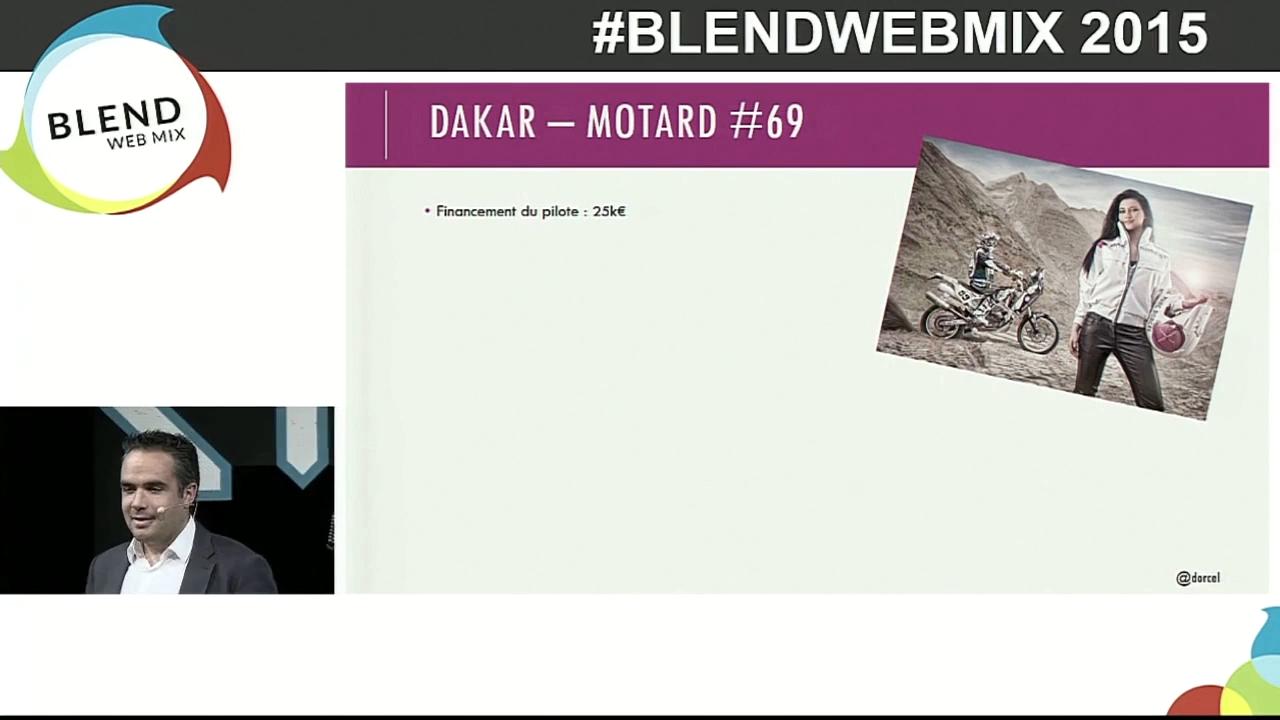 #BLENDWEBMIX 2015
BLEND
WEB MIX
DAKAR – MOTARD #69
• Financement du pilote : 25k€
@dorcel